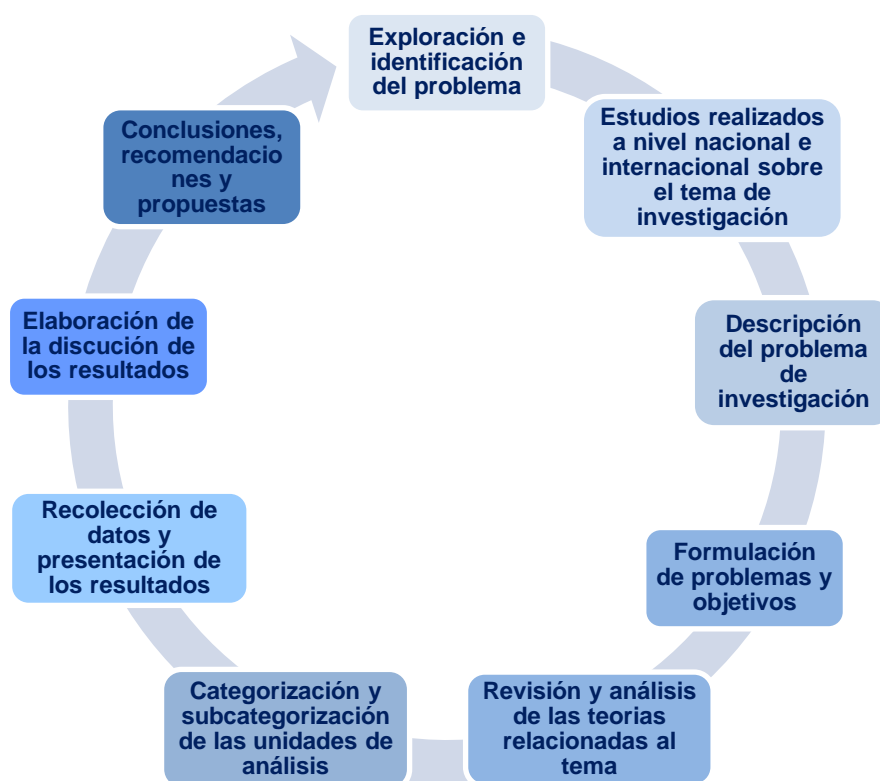 Exploración e
identificación
del problema
Estudios realizados
a nivel nacional e
internacional sobre
el tema de
investigación
Descripción
del problema
de
investigación
Formulación
de problemas y
objetivos
Revisión y análisis
de las teorias
relacionadas al
tema
Categorización y
subcategorización
de las unidades de
análisis
Recolección de
datos y
presentación de
los resultados
Elaboración de
la discución de
los resultados
Conclusiones,
recomendacio
nes y
propuestas